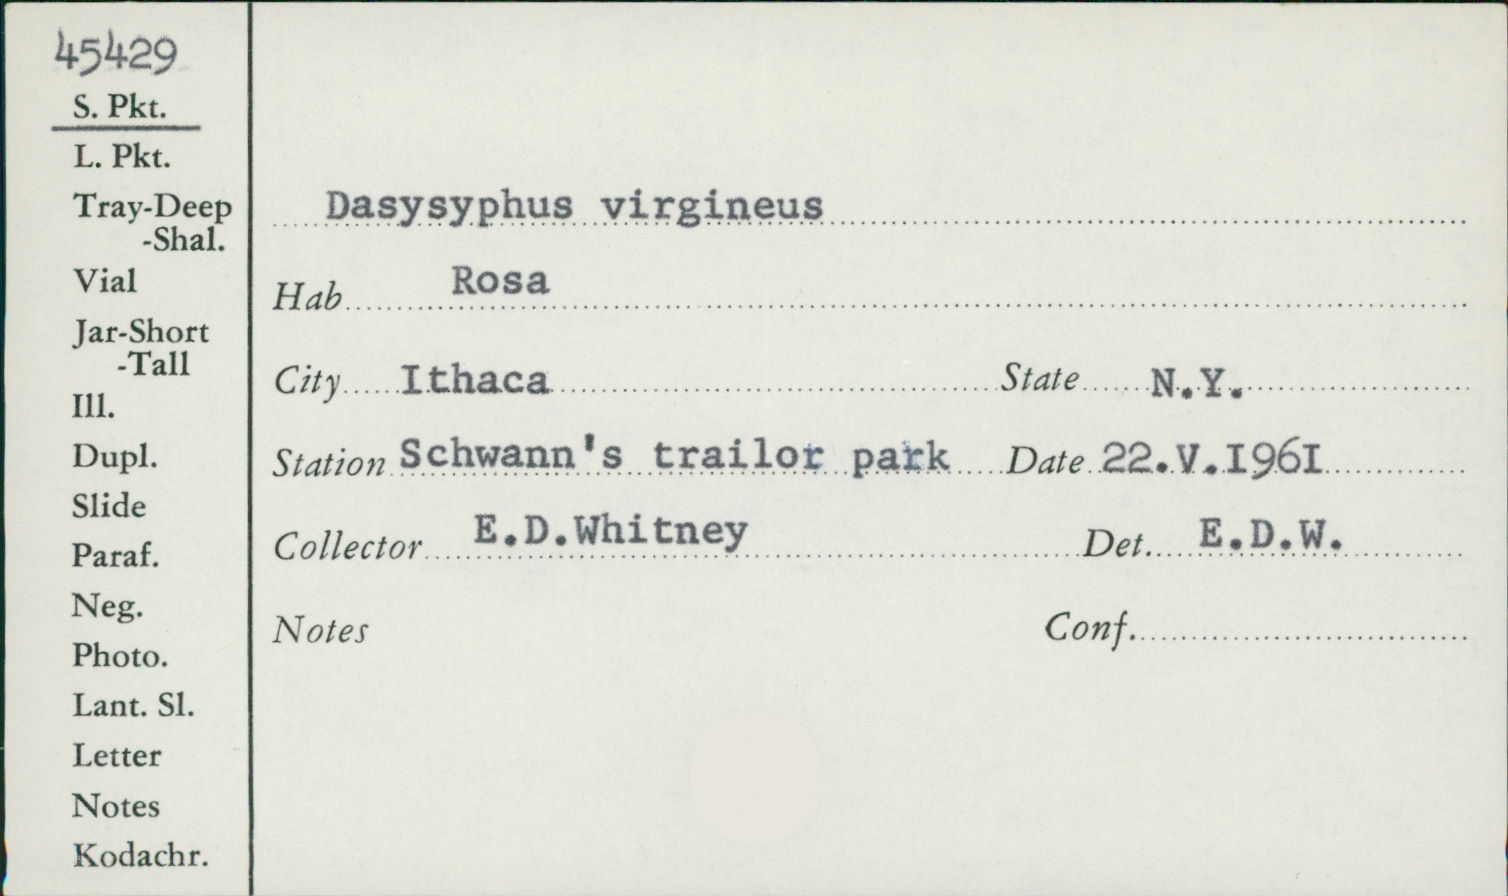 45429
S. Pkt.
L. Pkt.
Tray-Deep
-Shal.
Vial
Jar-Short
-Tall
Ill.
Dupl.
Slide
Paraf.
Neg.
Photo.
Lant. Sl.
Letter
Notes
Kodachr.
Dasysyphus virgineus
Hab Rosa
City Ithaca State N.Y.
Station Schwann's trailor park Date 22.V.I96I
Collector E.D.Whitney Det. E.D.W.
Notes Conf.